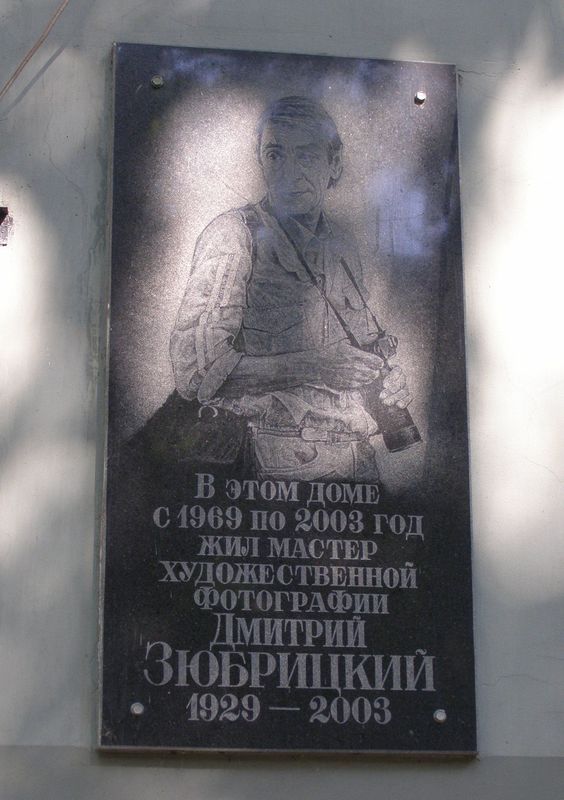 В ЭТОМ ДОМЕ
С 1969 ПО 2003 ГОД
ЖИЛ МАСТЕР
ХУДОЖЕСТВЕННОЙ
ФОТОГРАФИИ
ДМИТРИЙ
ЗЮБРИЦКИЙ
1929 — 2003